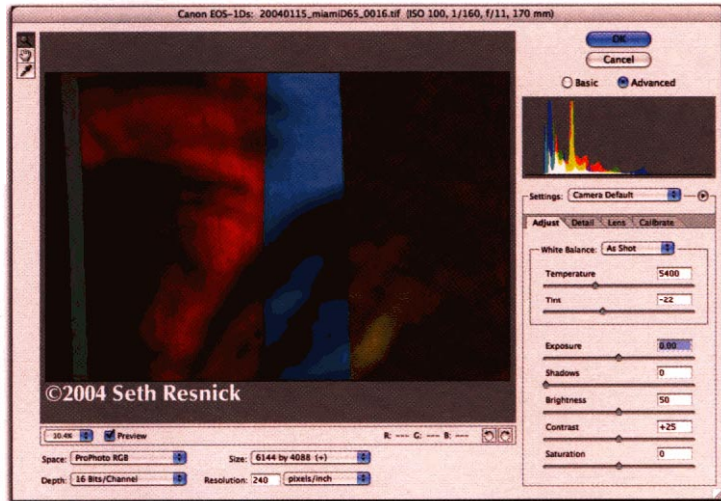 Canon EOS-1Ds: 20040115_miamiD65_0016.tif (ISO 100, 1/160, f/11, 170 mm)
OK
Cancel
Basic Advanced
Settings: Camera Default
Adjust Detail Lens Calibrate
White Balance: As Shot
Temperature 5400
Tint -22
Exposure 0.00
Shadows 0
Brightness 50
Contrast +25
Saturation 0
©2004 Seth Resnick
10.4% Preview R: --- G: --- B: ---
Space: ProPhoto RGB Size: 6144 by 4088 (+)
Depth: 16 Bits/Channel Resolution: 240 pixels/inch